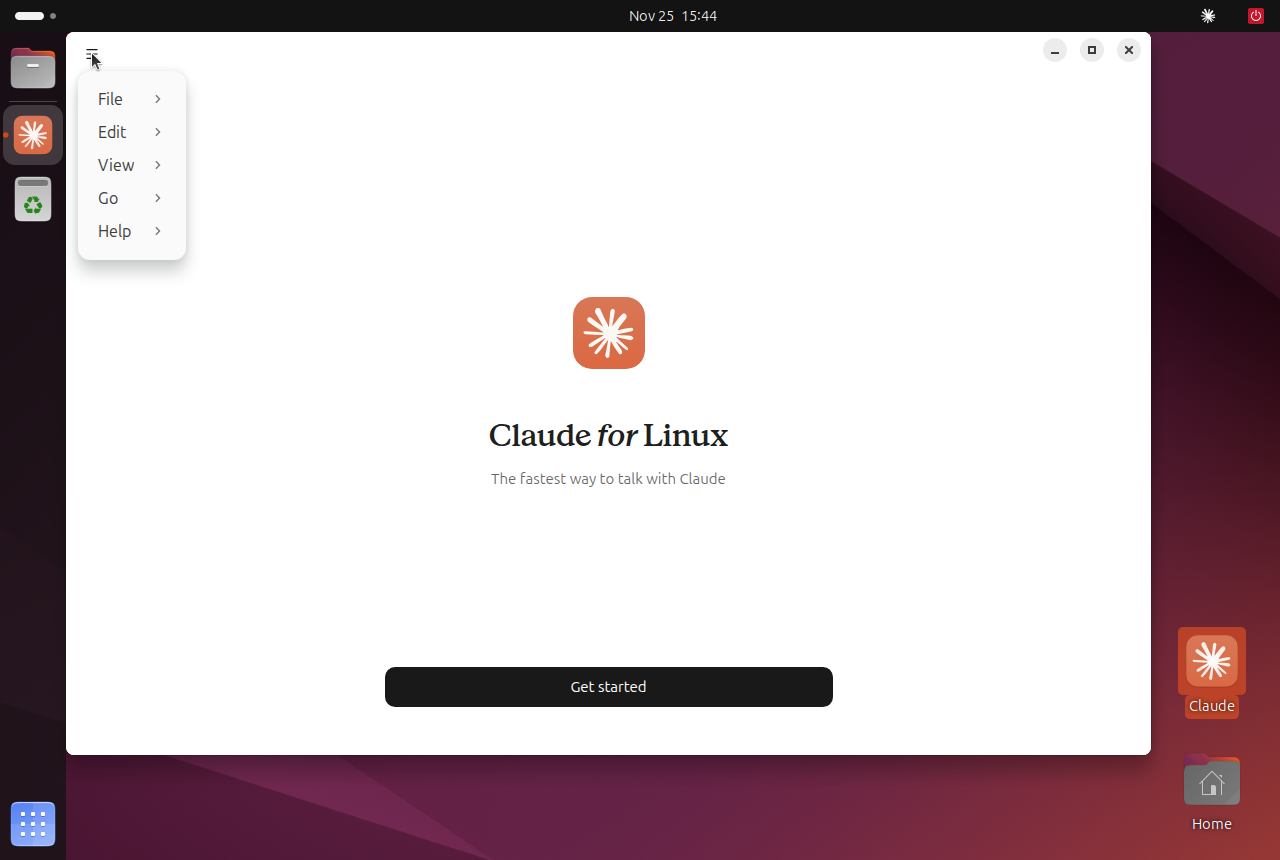 Nov 25 15:44
File
Edit
View
Go
Help
Claude for Linux
The fastest way to talk with Claude
Get started
Claude
Home